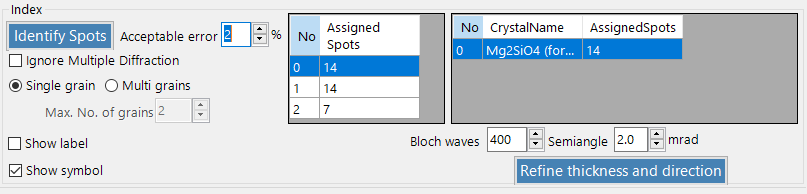 Index
Identify Spots Acceptable error 2 %
Ignore Multiple Diffraction
Single grain Multi grains
Max. No. of grains 2
Show label
Show symbol
No Assigned Spots
0 14
1 14
2 7
No CrystalName AssignedSpots
0 Mg2SiO4 (for... 14
Bloch waves 400 Semiangle 2.0 mrad
Refine thickness and direction